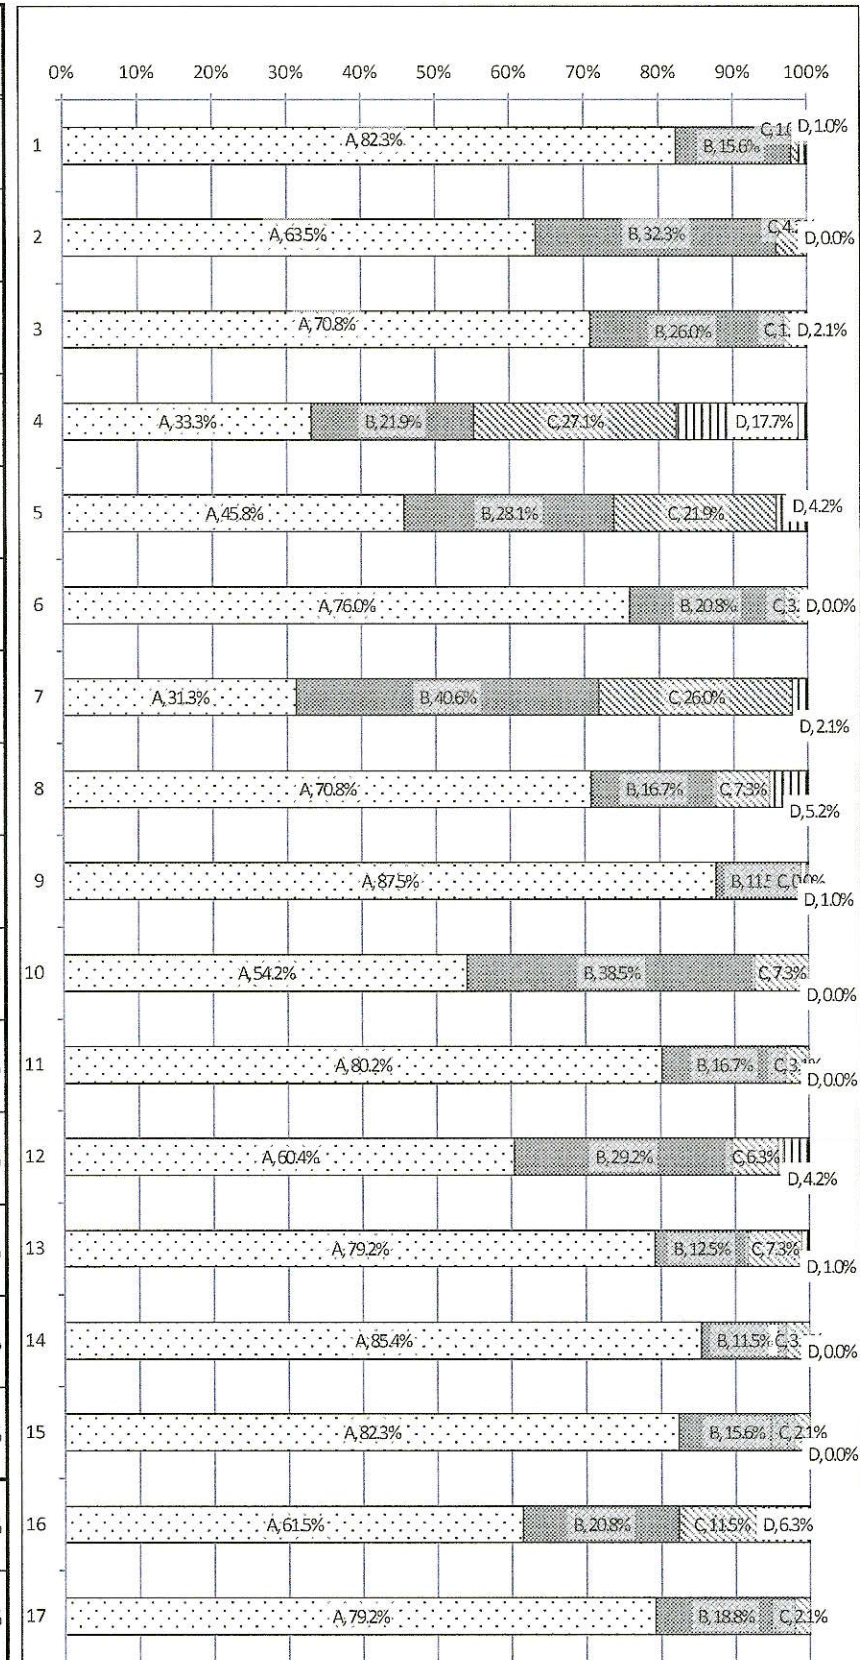 0% 10% 20% 30% 40% 50% 60% 70% 80% 90% 100%
1 A, 82.3% B, 15.6% D, 1.0%
2 A, 63.5% B, 32.3% D, 0.0%
3 A, 70.8% B, 26.0% D, 2.1%
4 A, 33.3% B, 21.9% C, 27.1% D, 17.7%
5 A, 45.8% B, 28.1% C, 21.9% D, 4.2%
6 A, 76.0% B, 20.8% C, 3. D, 0.0%
7 A, 31.3% B, 40.6% C, 26.0%
D, 2.1%
8 A, 70.8% B, 16.7% C, 7.3%
D, 5.2%
9 A, 87.5% B, 11.5 C, 0.0%
D, 1.0%
10 A, 54.2% B, 38.5% C, 7.3%
D, 0.0%
11 A, 80.2% B, 16.7% C, 3.
D, 0.0%
12 A, 60.4% B, 29.2% C, 6.3%
D, 4.2%
13 A, 79.2% B, 12.5% C, 7.3%
D, 1.0%
14 A, 85.4% B, 11.5% C, 3
D, 0.0%
15 A, 82.3% B, 15.6% C, 2.1%
D, 0.0%
16 A, 61.5% B, 20.8% C, 11.5% D, 6.3%
17 A, 79.2% B, 18.8% C, 2.1%